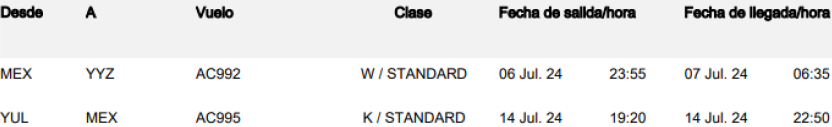 Desde A Vuelo Clase Fecha de salida/hora Fecha de llegada/hora
MEX YYZ AC992 W / STANDARD 06 Jul. 24 23:55 07 Jul. 24 06:35
YUL MEX AC995 K / STANDARD 14 Jul. 24 19:20 14 Jul. 24 22:50